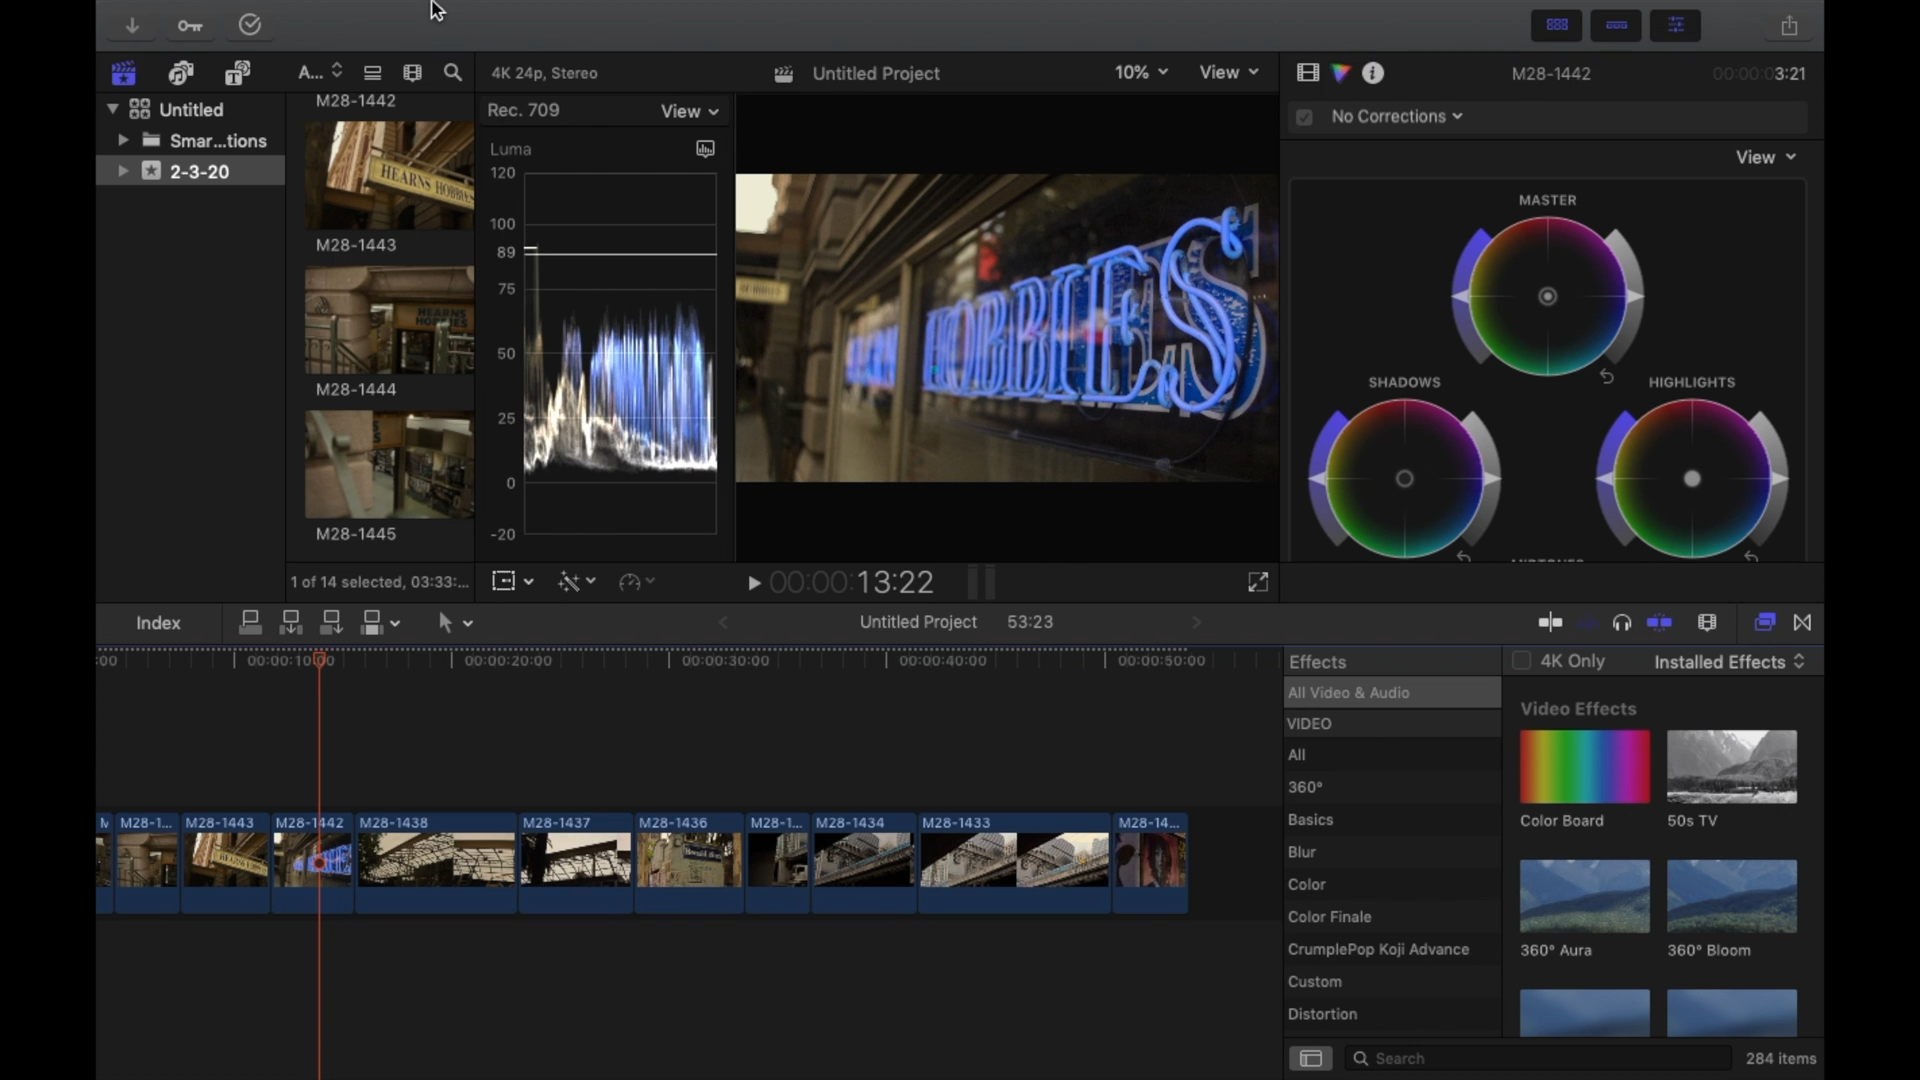 A...
4K 24p, Stereo
Untitled Project
10%
View
M28-1442
00:00:03:21
Untitled
Smar...tions
2-3-20
M28-1442
HEARNS HOBBIES
M28-1443
HEARNS
HOBBIES
M28-1444
M28-1445
1 of 14 selected, 03:33:...
Rec. 709
View
Luma
120
100
89
75
50
25
0
-20
HOBBIES
00:00:13:22
No Corrections
View
MASTER
SHADOWS
HIGHLIGHTS
MIDTONES
Index
Untitled Project
53:23
:00
00:00:10:00
00:00:20:00
00:00:30:00
00:00:40:00
00:00:50:00
M
M28-1...
M28-1443
M28-1442
M28-1438
M28-1437
M28-1436
M28-1...
M28-1434
M28-1433
M28-14...
Effects
4K Only
Installed Effects
All Video & Audio
VIDEO
All
360°
Basics
Blur
Color
Color Finale
CrumplePop Koji Advance
Custom
Distortion
Video Effects
Color Board
50s TV
360° Aura
360° Bloom
Search
284 items